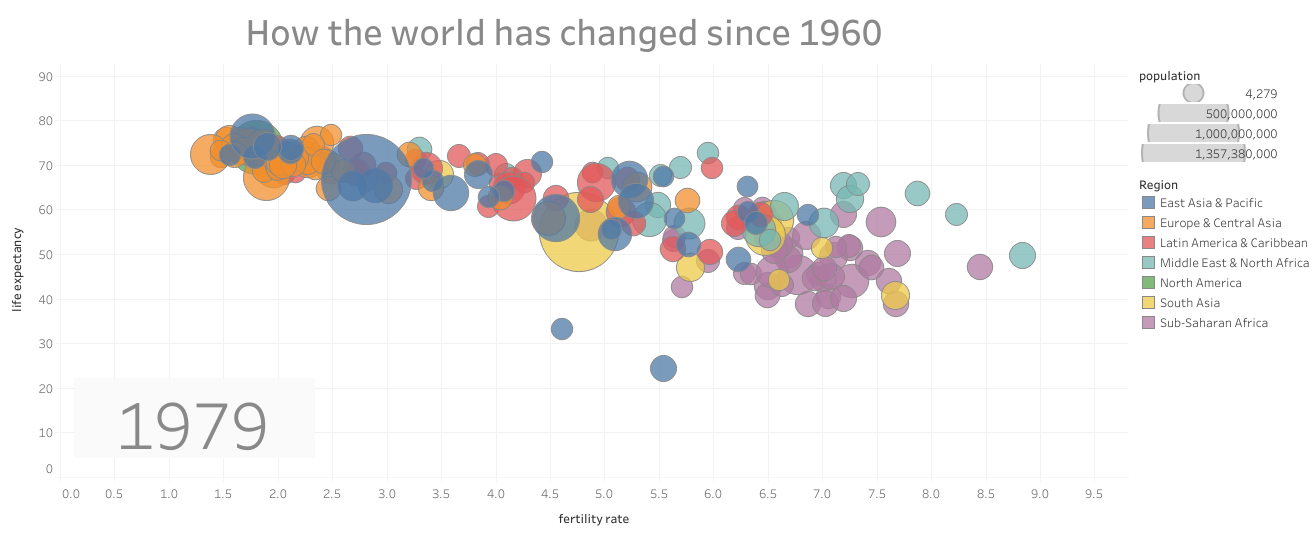 How the world has changed since 1960
population
4,279
500,000,000
1,000,000,000
1,357,380,000
Region
East Asia & Pacific
Europe & Central Asia
Latin America & Caribbean
Middle East & North Africa
North America
South Asia
Sub-Saharan Africa
life expectancy
90
80
70
60
50
40
30
20
10
0
1979
0.0 0.5 1.0 1.5 2.0 2.5 3.0 3.5 4.0 4.5 5.0 5.5 6.0 6.5 7.0 7.5 8.0 8.5 9.0 9.5
fertility rate